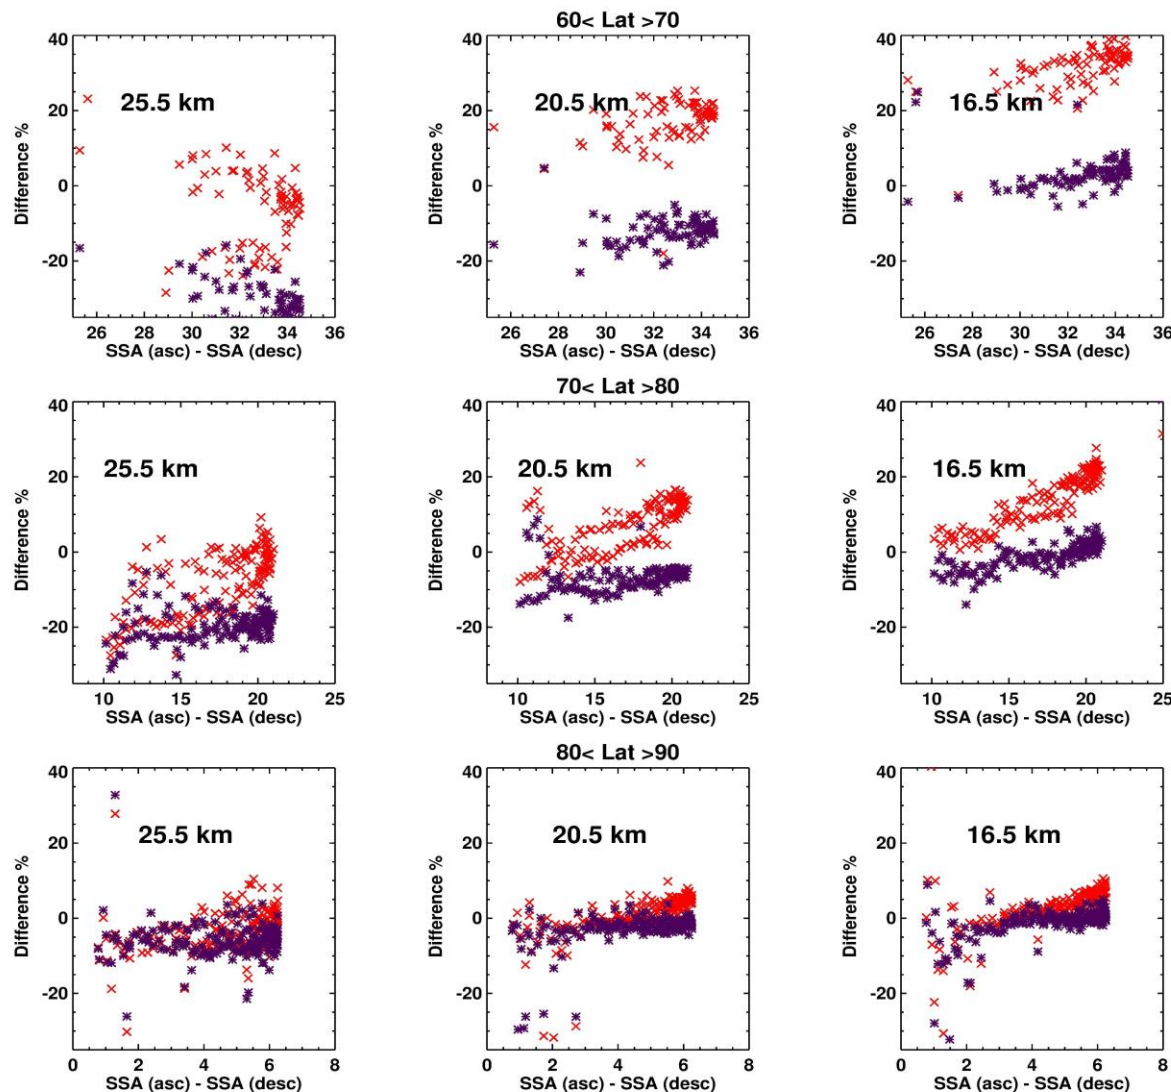 60< Lat >70
40
20
0
-20
Difference %
25.5 km
26 28 30 32 34 36
SSA (asc) - SSA (desc)
40
20
0
-20
Difference %
20.5 km
26 28 30 32 34 36
SSA (asc) - SSA (desc)
40
20
0
-20
Difference %
16.5 km
26 28 30 32 34 36
SSA (asc) - SSA (desc)
70< Lat >80
40
20
0
-20
Difference %
25.5 km
10 15 20 25
SSA (asc) - SSA (desc)
40
20
0
-20
Difference %
20.5 km
10 15 20 25
SSA (asc) - SSA (desc)
40
20
0
-20
Difference %
16.5 km
10 15 20 25
SSA (asc) - SSA (desc)
80< Lat >90
40
20
0
-20
Difference %
25.5 km
0 2 4 6 8
SSA (asc) - SSA (desc)
40
20
0
-20
Difference %
20.5 km
0 2 4 6 8
SSA (asc) - SSA (desc)
40
20
0
-20
Difference %
16.5 km
0 2 4 6 8
SSA (asc) - SSA (desc)